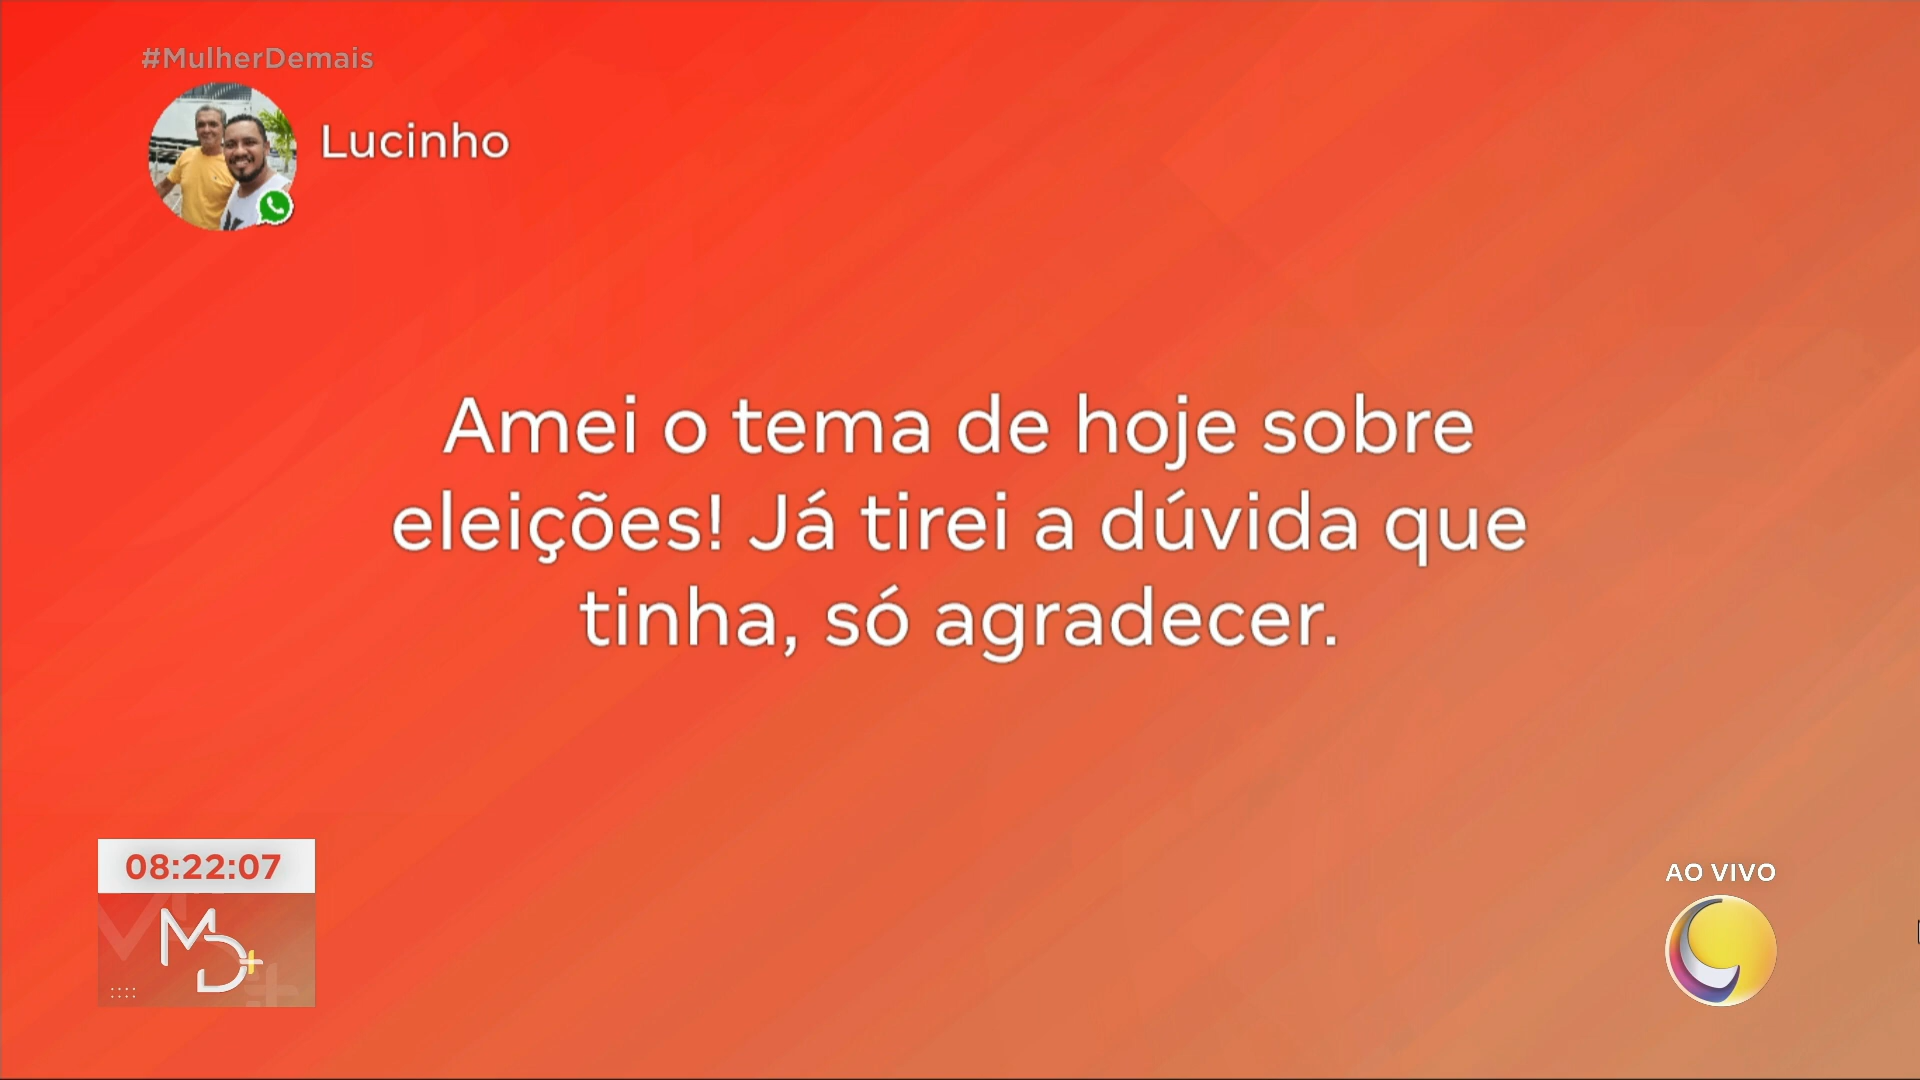 #MulherDemais
Lucinho
Amei o tema de hoje sobre
eleições! Já tirei a dúvida que
tinha, só agradecer.
08:22:07
MD+
AO VIVO